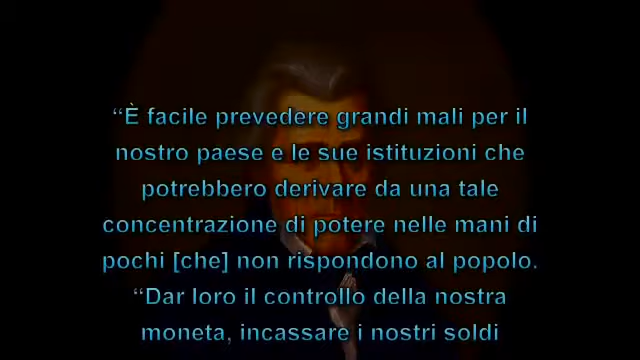 “È facile prevedere grandi mali per il
nostro paese e le sue istituzioni che
potrebbero derivare da una tale
concentrazione di potere nelle mani di
pochi [che] non rispondono al popolo.
“Dar loro il controllo della nostra
moneta, incassare i nostri soldi